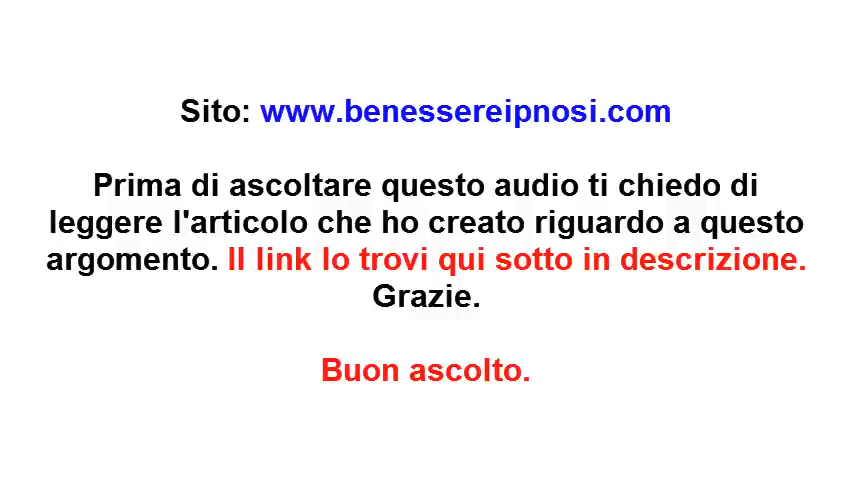 Sito: www.benessereipnosi.com
Prima di ascoltare questo audio ti chiedo di
leggere l'articolo che ho creato riguardo a questo
argomento. Il link lo trovi qui sotto in descrizione.
Grazie.
Buon ascolto.